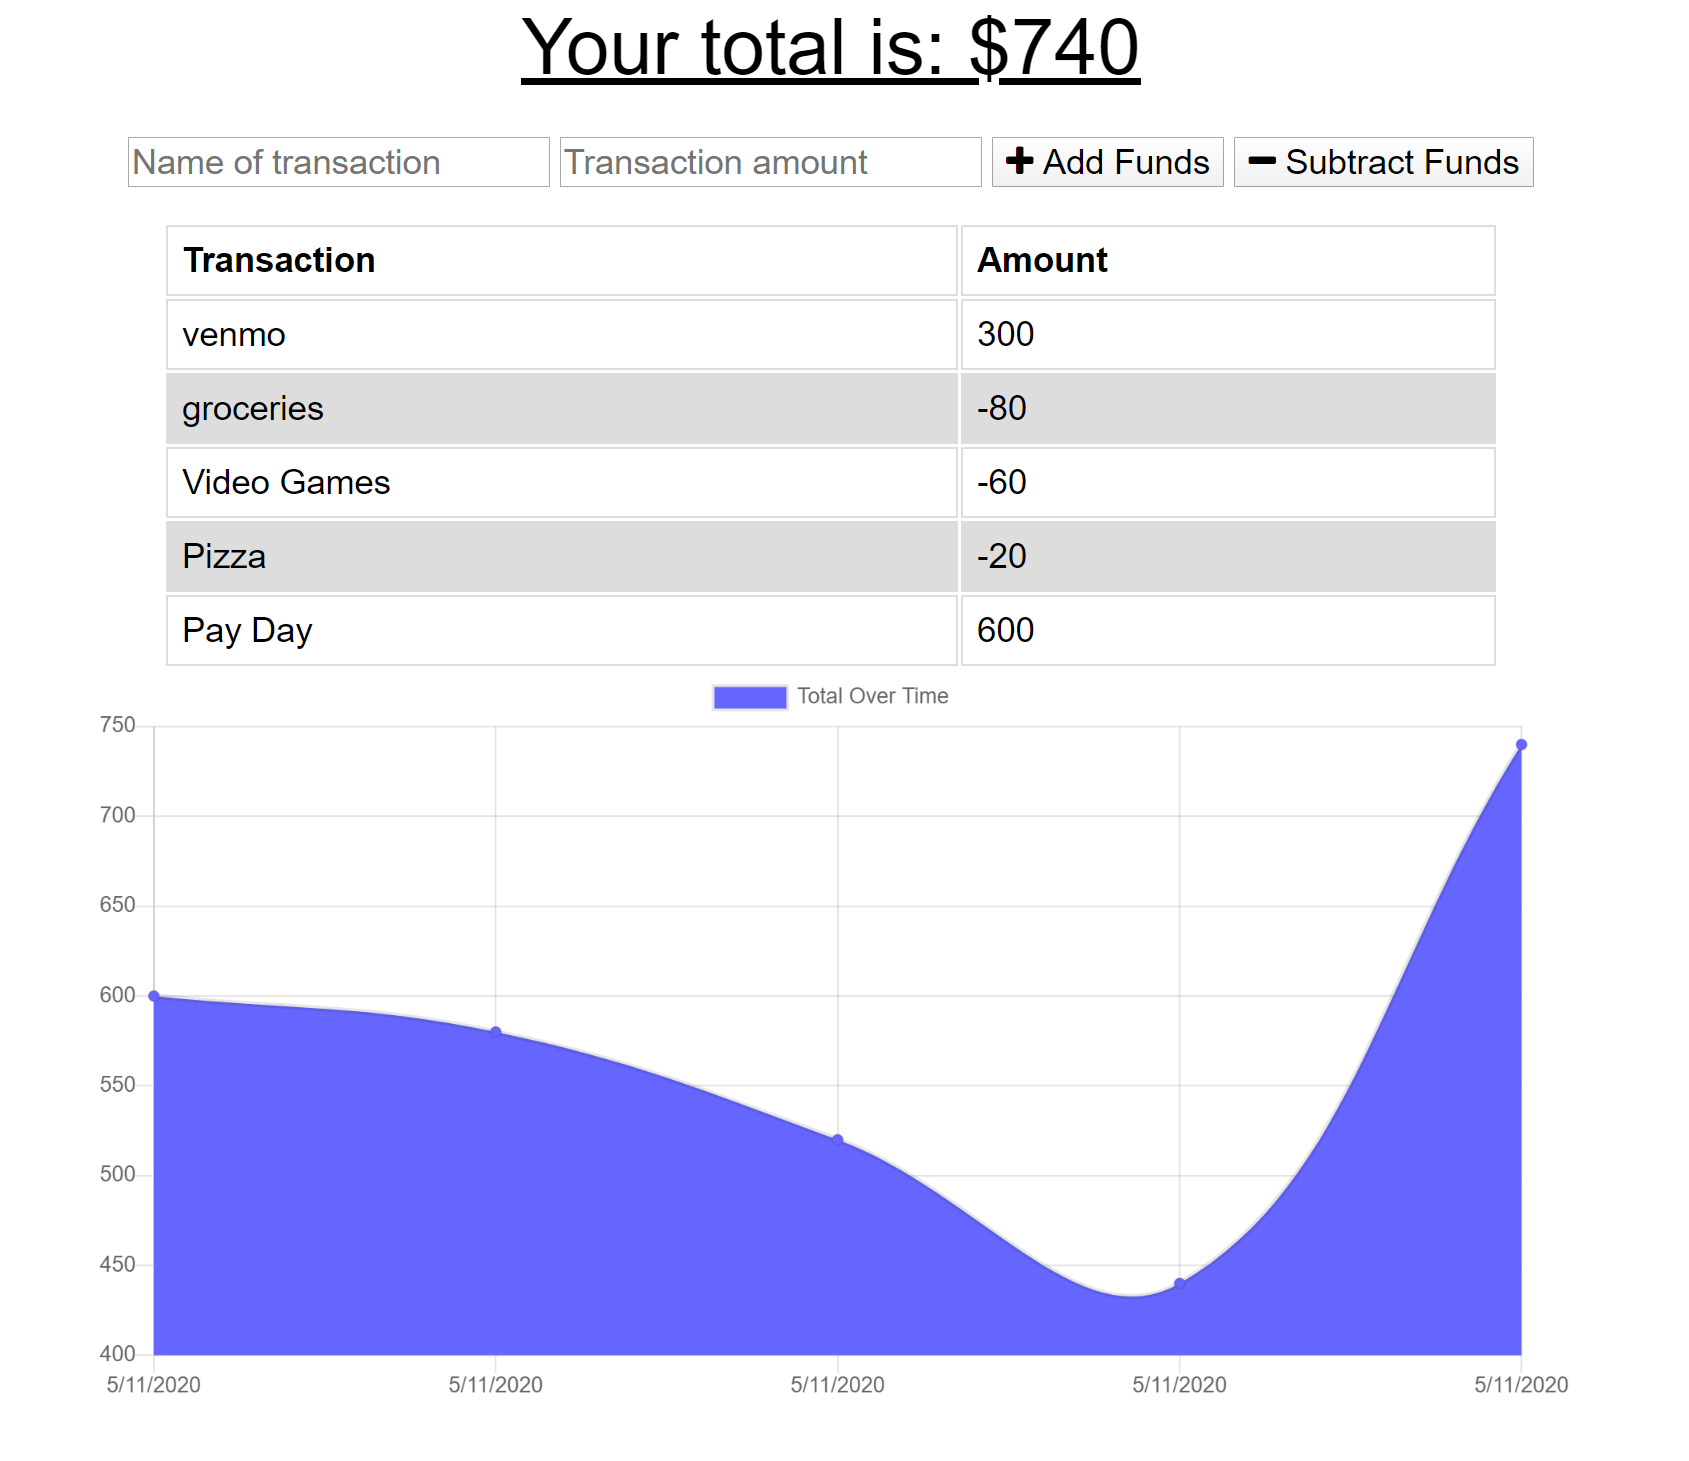 Your total is: $740
Name of transaction Transaction amount Add Funds Subtract Funds
Transaction Amount
venmo 300
groceries -80
Video Games -60
Pizza -20
Pay Day 600
Total Over Time
750
700
650
600
550
500
450
400
5/11/2020 5/11/2020 5/11/2020 5/11/2020 5/11/2020